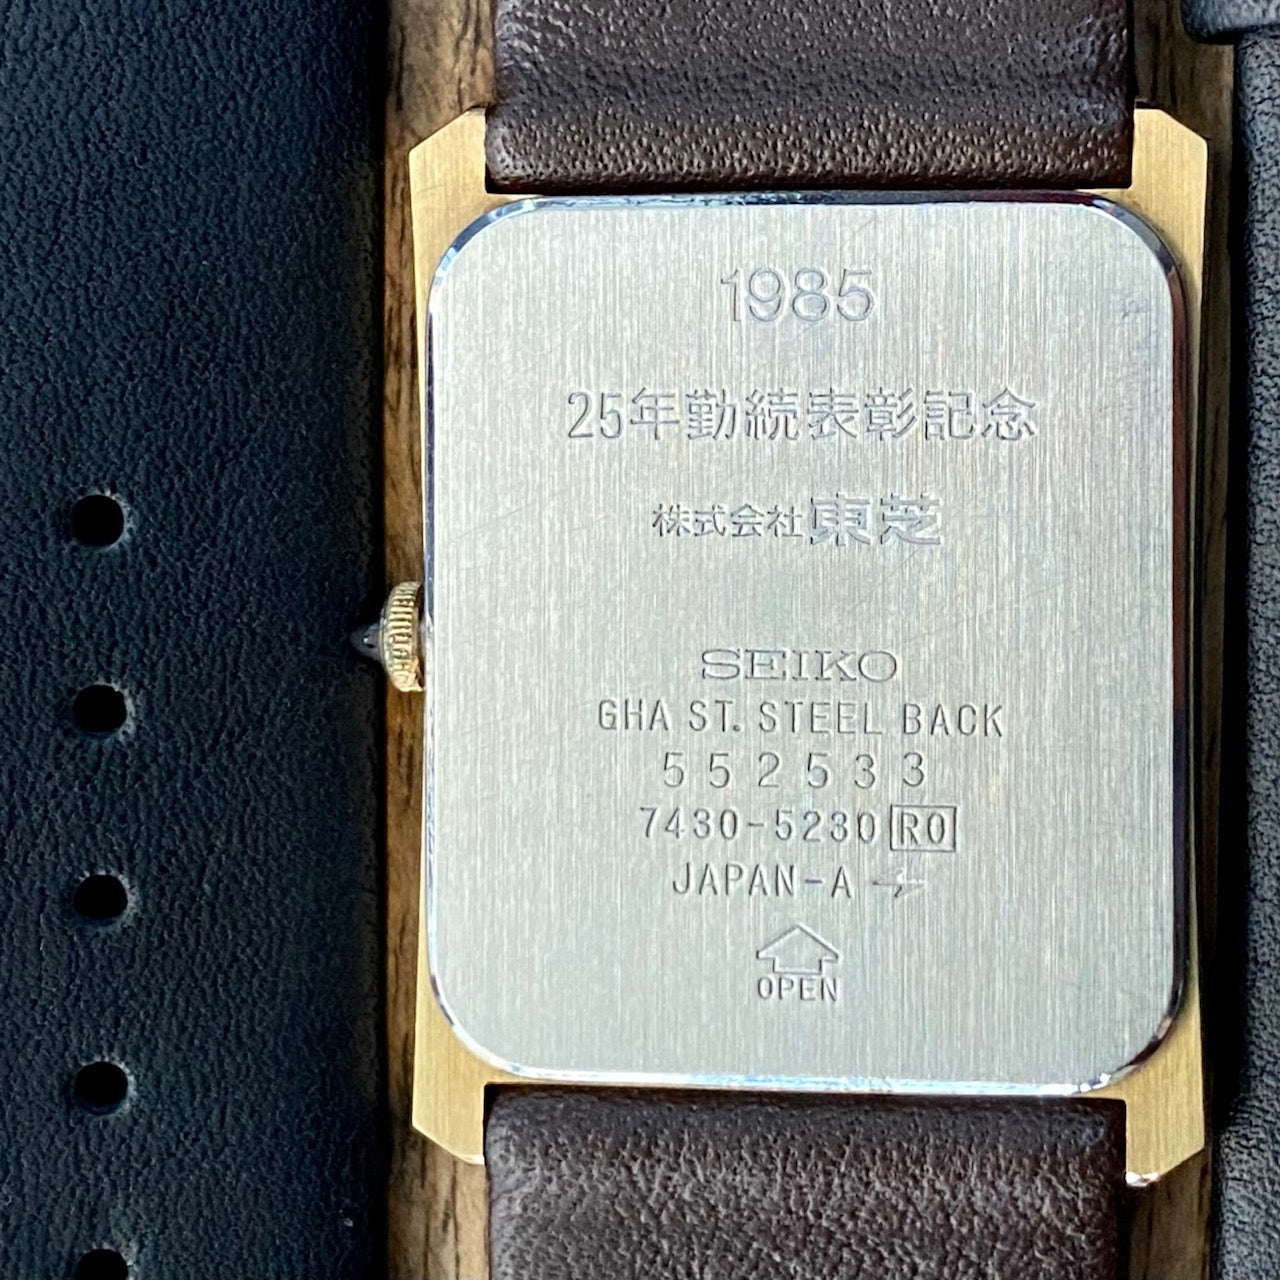 1985
25年勤続表彰記念
株式会社東芝
SEIKO
GHA ST. STEEL BACK
552533
7430-5230 R0
JAPAN-A
OPEN